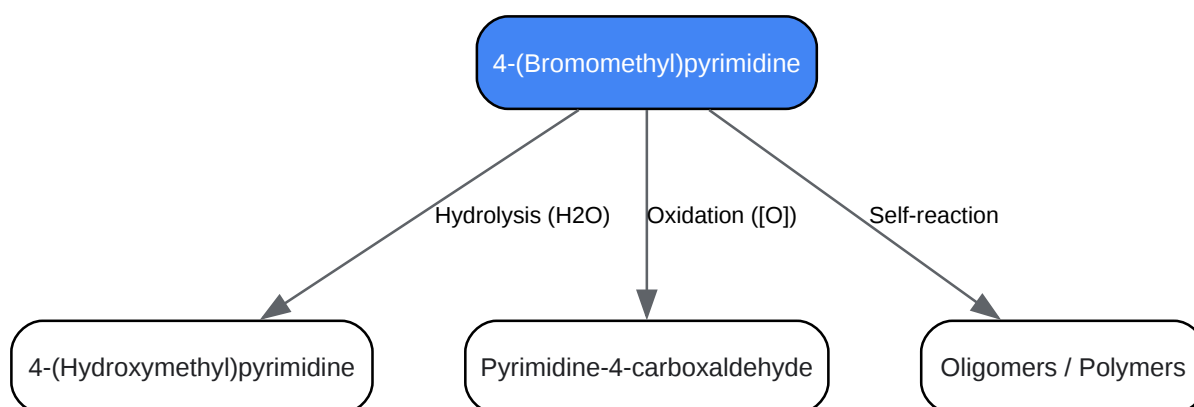 4-(Bromomethyl)pyrimidine
Hydrolysis (H2O)
Oxidation ([O])
Self-reaction
4-(Hydroxymethyl)pyrimidine
Pyrimidine-4-carboxaldehyde
Oligomers / Polymers